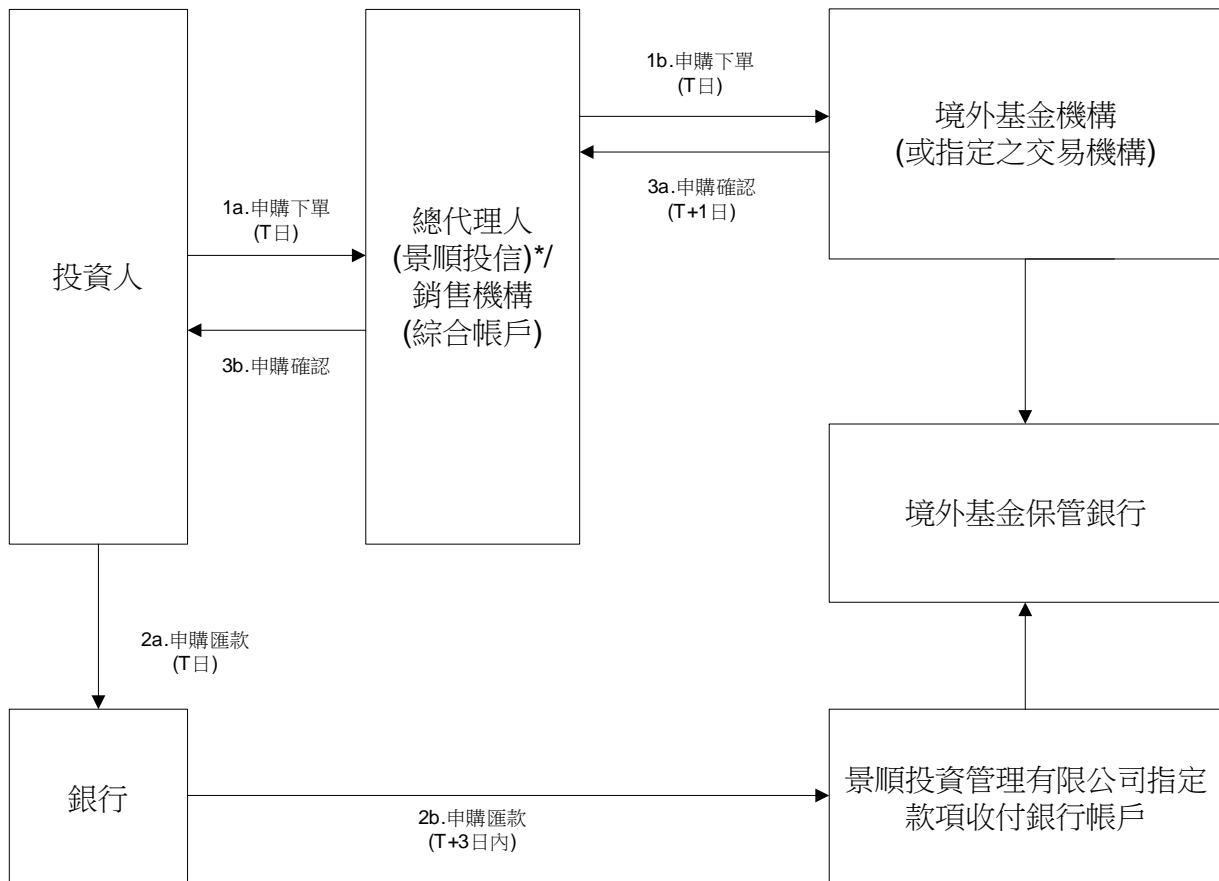 1b.申購下單
(T日)
境外基金機構
(或指定之交易機構)
3a.申購確認
(T+1日)
1a.申購下單
(T日)
投資人
總代理人
(景順投信)*/
銷售機構
(綜合帳戶)
3b.申購確認
境外基金保管銀行
2a.申購匯款
(T日)
銀行
2b.申購匯款
(T+3日內)
景順投資管理有限公司指定
款項收付銀行帳戶